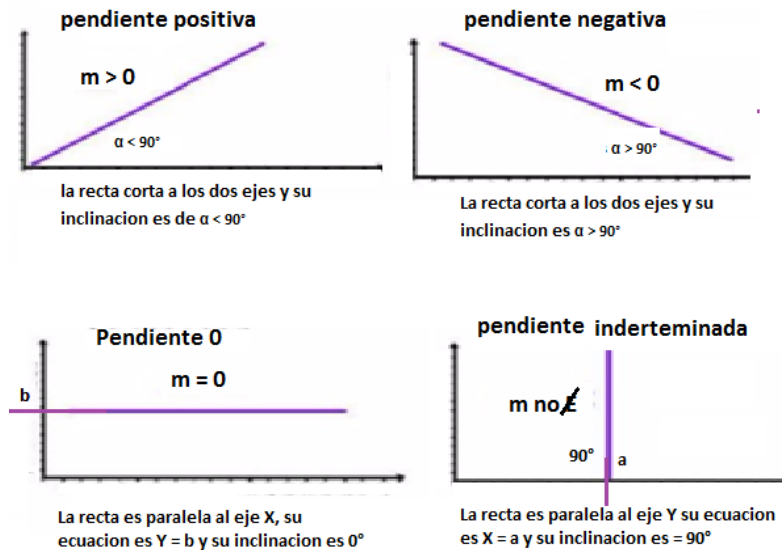 pendiente positiva
m > 0
α < 90°
la recta corta a los dos ejes y su
inclinacion es de α < 90°
pendiente negativa
m < 0
α > 90°
La recta corta a los dos ejes y su
inclinacion es α > 90°
Pendiente 0
m = 0
b
La recta es paralela al eje X, su
ecuacion es Y = b y su inclinacion es 0°
pendiente inderteminada
m no E
90°
a
La recta es paralela al eje Y su ecuacion
es X = a y su inclinacion es = 90°